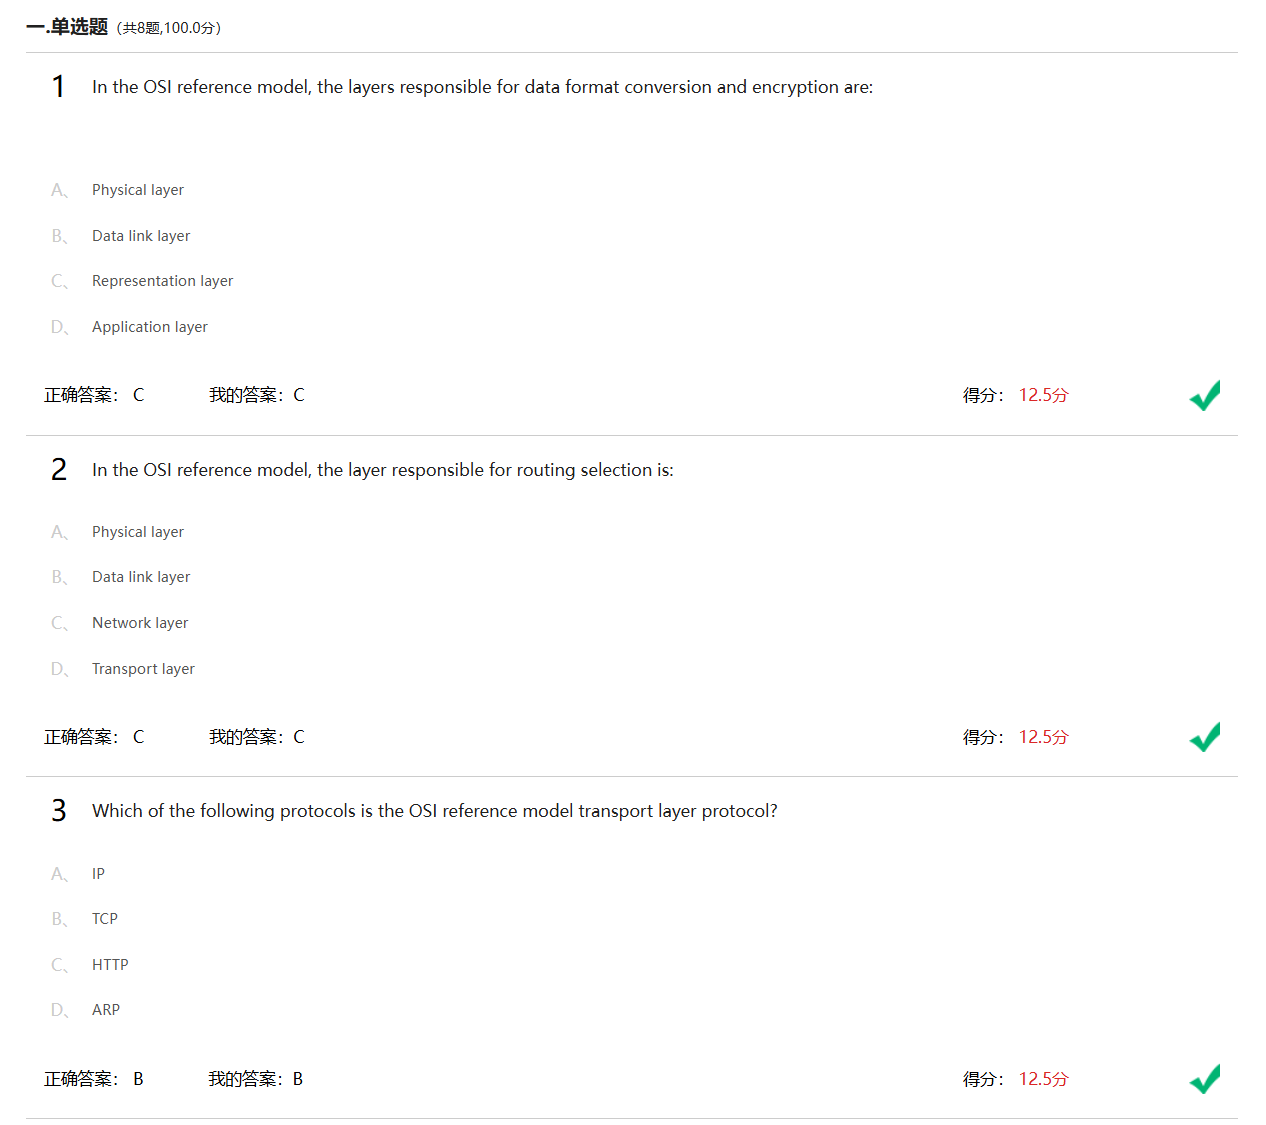 一.单选题（共8题,100.0分）
1 In the OSI reference model, the layers responsible for data format conversion and encryption are:
A、 Physical layer
B、 Data link layer
C、 Representation layer
D、 Application layer
正确答案： C 我的答案：C 得分： 12.5分
2 In the OSI reference model, the layer responsible for routing selection is:
A、 Physical layer
B、 Data link layer
C、 Network layer
D、 Transport layer
正确答案： C 我的答案：C 得分： 12.5分
3 Which of the following protocols is the OSI reference model transport layer protocol?
A、 IP
B、 TCP
C、 HTTP
D、 ARP
正确答案： B 我的答案：B 得分： 12.5分